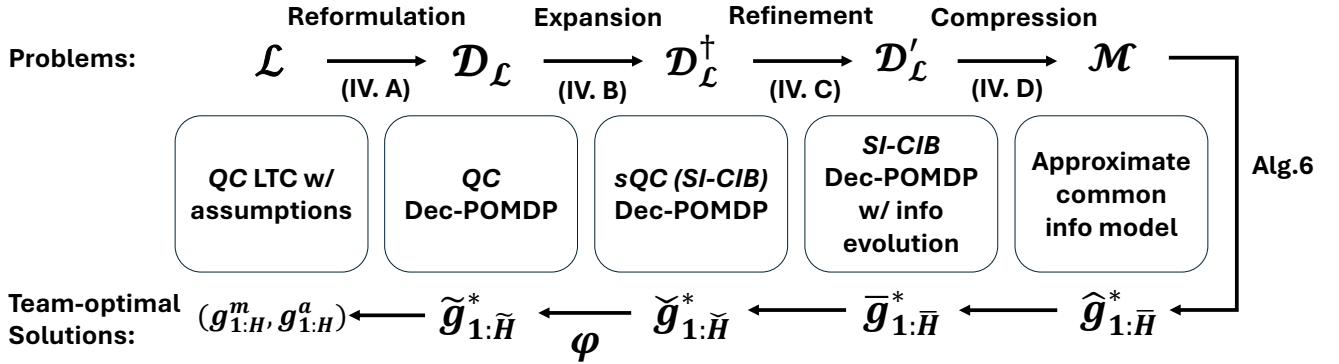 Reformulation Expansion Refinement Compression
Problems: ℒ 𝒟_ℒ 𝒟_ℒ^† 𝒟_ℒ′ ℳ
(IV. A) (IV. B) (IV. C) (IV. D)
QC LTC w/
assumptions
QC
Dec-POMDP
sQC (SI-CIB)
Dec-POMDP
SI-CIB
Dec-POMDP
w/ info
evolution
Approximate
common
info model
Alg.6
Team-optimal
Solutions:
(g^m_{1:H}, g^a_{1:H}) g̃^*_{1:H̃} ǧ^*_{1:Ȟ} ḡ^*_{1:H̄} ĝ^*_{1:H̄}
φ